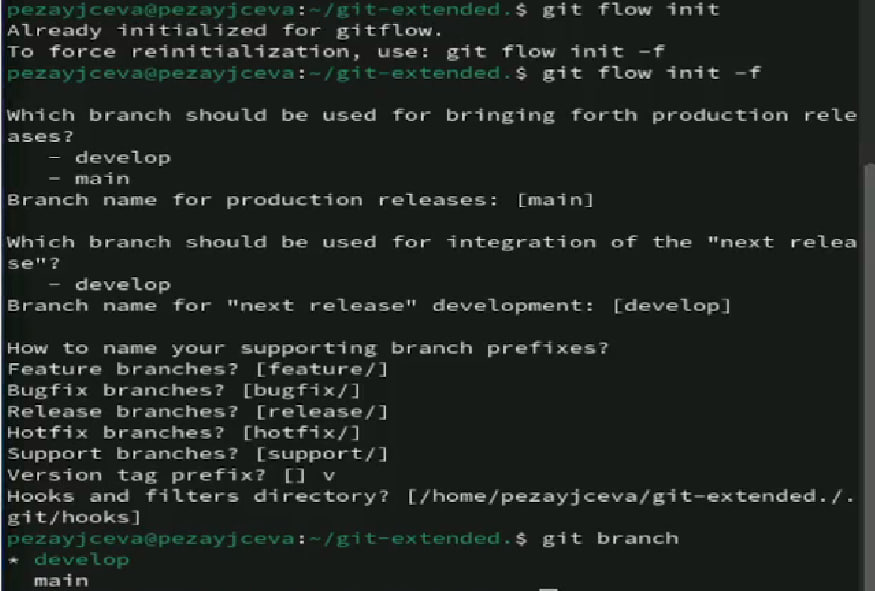 pezayjceva@pezayjceva:~/git-extended.$ git flow init
Already initialized for gitflow.
To force reinitialization, use: git flow init -f
pezayjceva@pezayjceva:~/git-extended.$ git flow init -f
Which branch should be used for bringing forth production rele
ases?
- develop
- main
Branch name for production releases: [main]
Which branch should be used for integration of the "next relea
se"?
- develop
Branch name for "next release" development: [develop]
How to name your supporting branch prefixes?
Feature branches? [feature/]
Bugfix branches? [bugfix/]
Release branches? [release/]
Hotfix branches? [hotfix/]
Support branches? [support/]
Version tag prefix? [] v
Hooks and filters directory? [/home/pezayjceva/git-extended./.
git/hooks]
pezayjceva@pezayjceva:~/git-extended.$ git branch
* develop
main